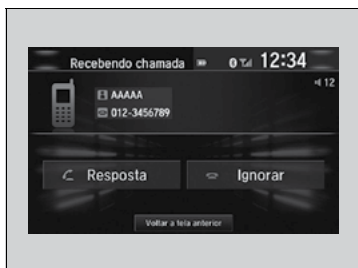 Recebendo chamada 12:34
12
AAAAA
012-3456789
Resposta Ignorar
Voltar a tela anterior